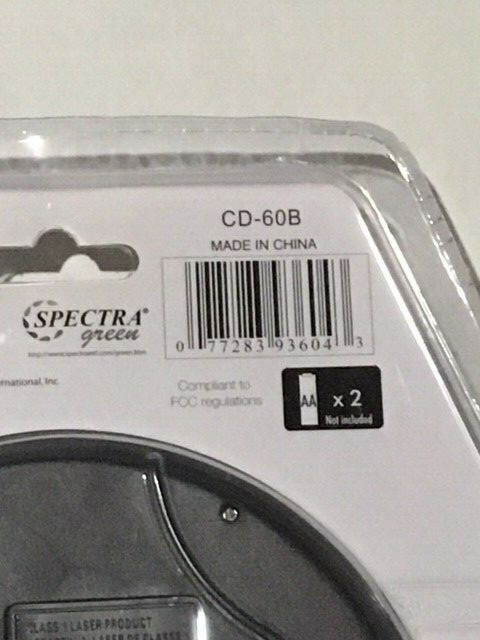 CD-60B
MADE IN CHINA
0 77283 93604 3
SPECTRA®
green
ernational, Inc.
Compliant to
FCC regulations
AA x 2
Not included
CLASS 1 LASER PRODUCT